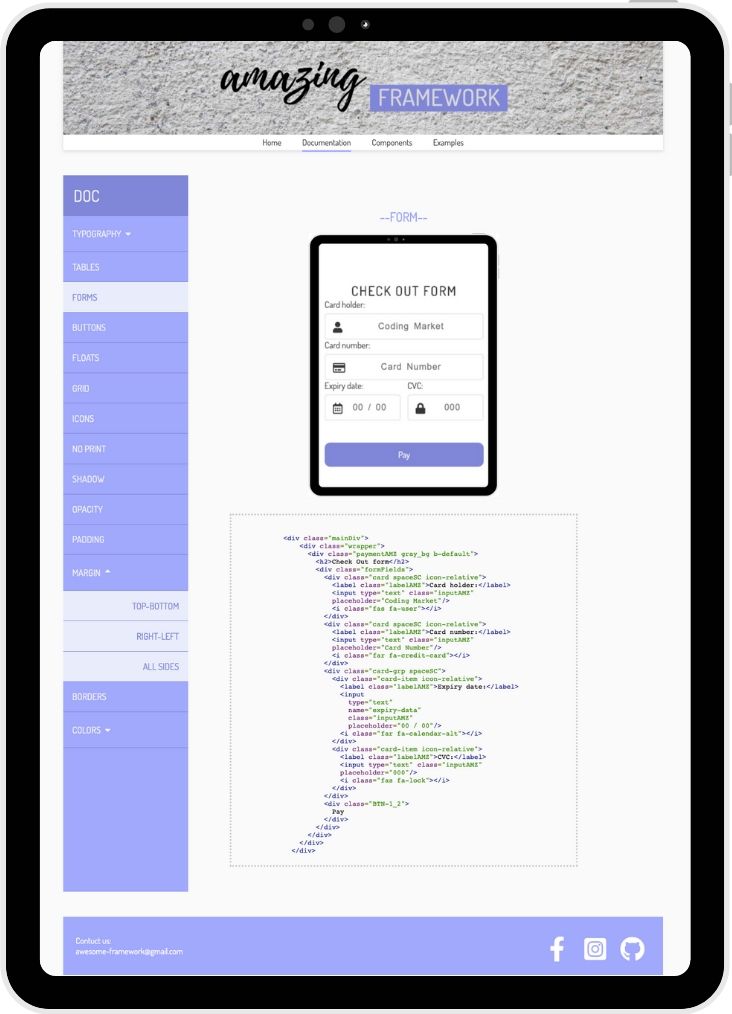 amazing
FRAMEWORK
Home Documentation Components Examples
DOC
TYPOGRAPHY
TABLES
FORMS
BUTTONS
FLOATS
GRID
ICONS
NO PRINT
SHADOW
OPACITY
PADDING
MARGIN
TOP-BOTTOM
RIGHT-LEFT
ALL SIDES
BORDERS
COLORS
--FORM--
CHECK OUT FORM
Card holder:
Coding Market
Card number:
Card Number
Expiry date: CVC:
00 / 00 000
Pay
<div class="mainDiv">
<div class="wrapper">
<div class="paymentAMZ gray_bg b-default">
<h2>Check Out form</h2>
<div class="formFields">
<div class="card spaceSC icon-relative">
<label class="labelAMZ">Card holder:</label>
<input type="text" class="inputAMZ"
placeholder="Coding Market"/>
<i class="fas fa-user"></i>
</div>
<div class="card spaceSC icon-relative">
<label class="labelAMZ">Card number:</label>
<input type="text" class="inputAMZ"
placeholder="Card Number"/>
<i class="far fa-credit-card"></i>
</div>
<div class="card-grp spaceSC">
<div class="card-item icon-relative">
<label class="labelAMZ">Expiry date:</label>
<input
type="text"
name="expiry-data"
class="inputAMZ"
placeholder="00 / 00"/>
<i class="far fa-calendar-alt"></i>
</div>
<div class="card-item icon-relative">
<label class="labelAMZ">CVC:</label>
<input type="text" class="inputAMZ"
placeholder="000"/>
<i class="fas fa-lock"></i>
</div>
</div>
<div class="BTN-1_2">
Pay
</div>
</div>
</div>
</div>
</div>
Contuct us:
awesome-framework@gmail.com